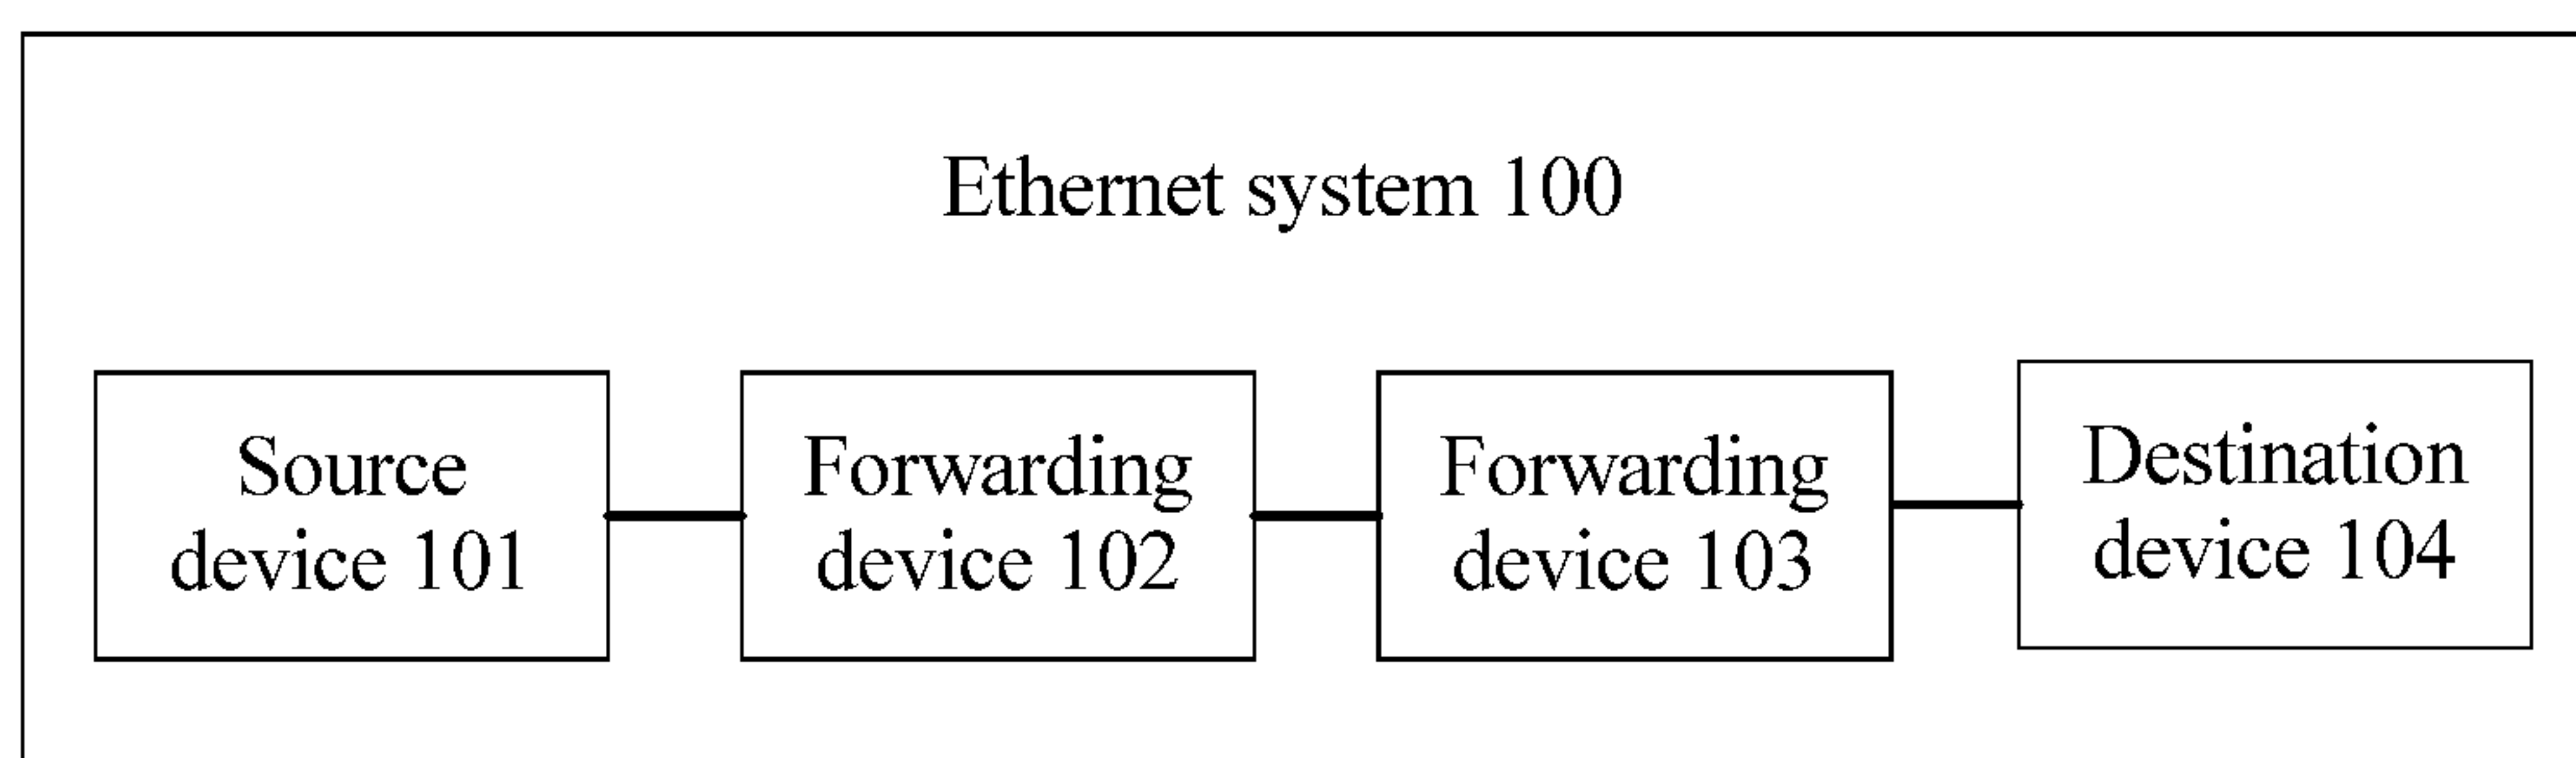 Ethernet system 100
Source
device 101
Forwarding
device 102
Forwarding
device 103
Destination
device 104